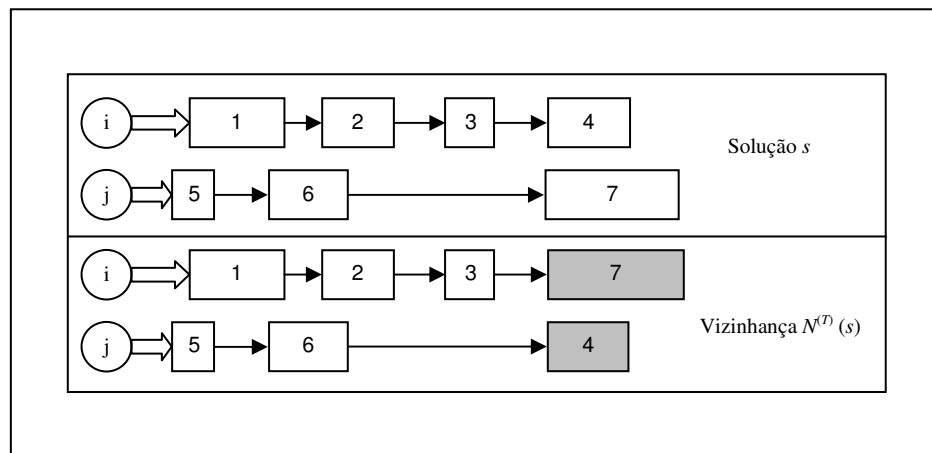 i 1 2 3 4
Solução s
j 5 6 7
i 1 2 3 7
Vizinhança N^(T) (s)
j 5 6 4